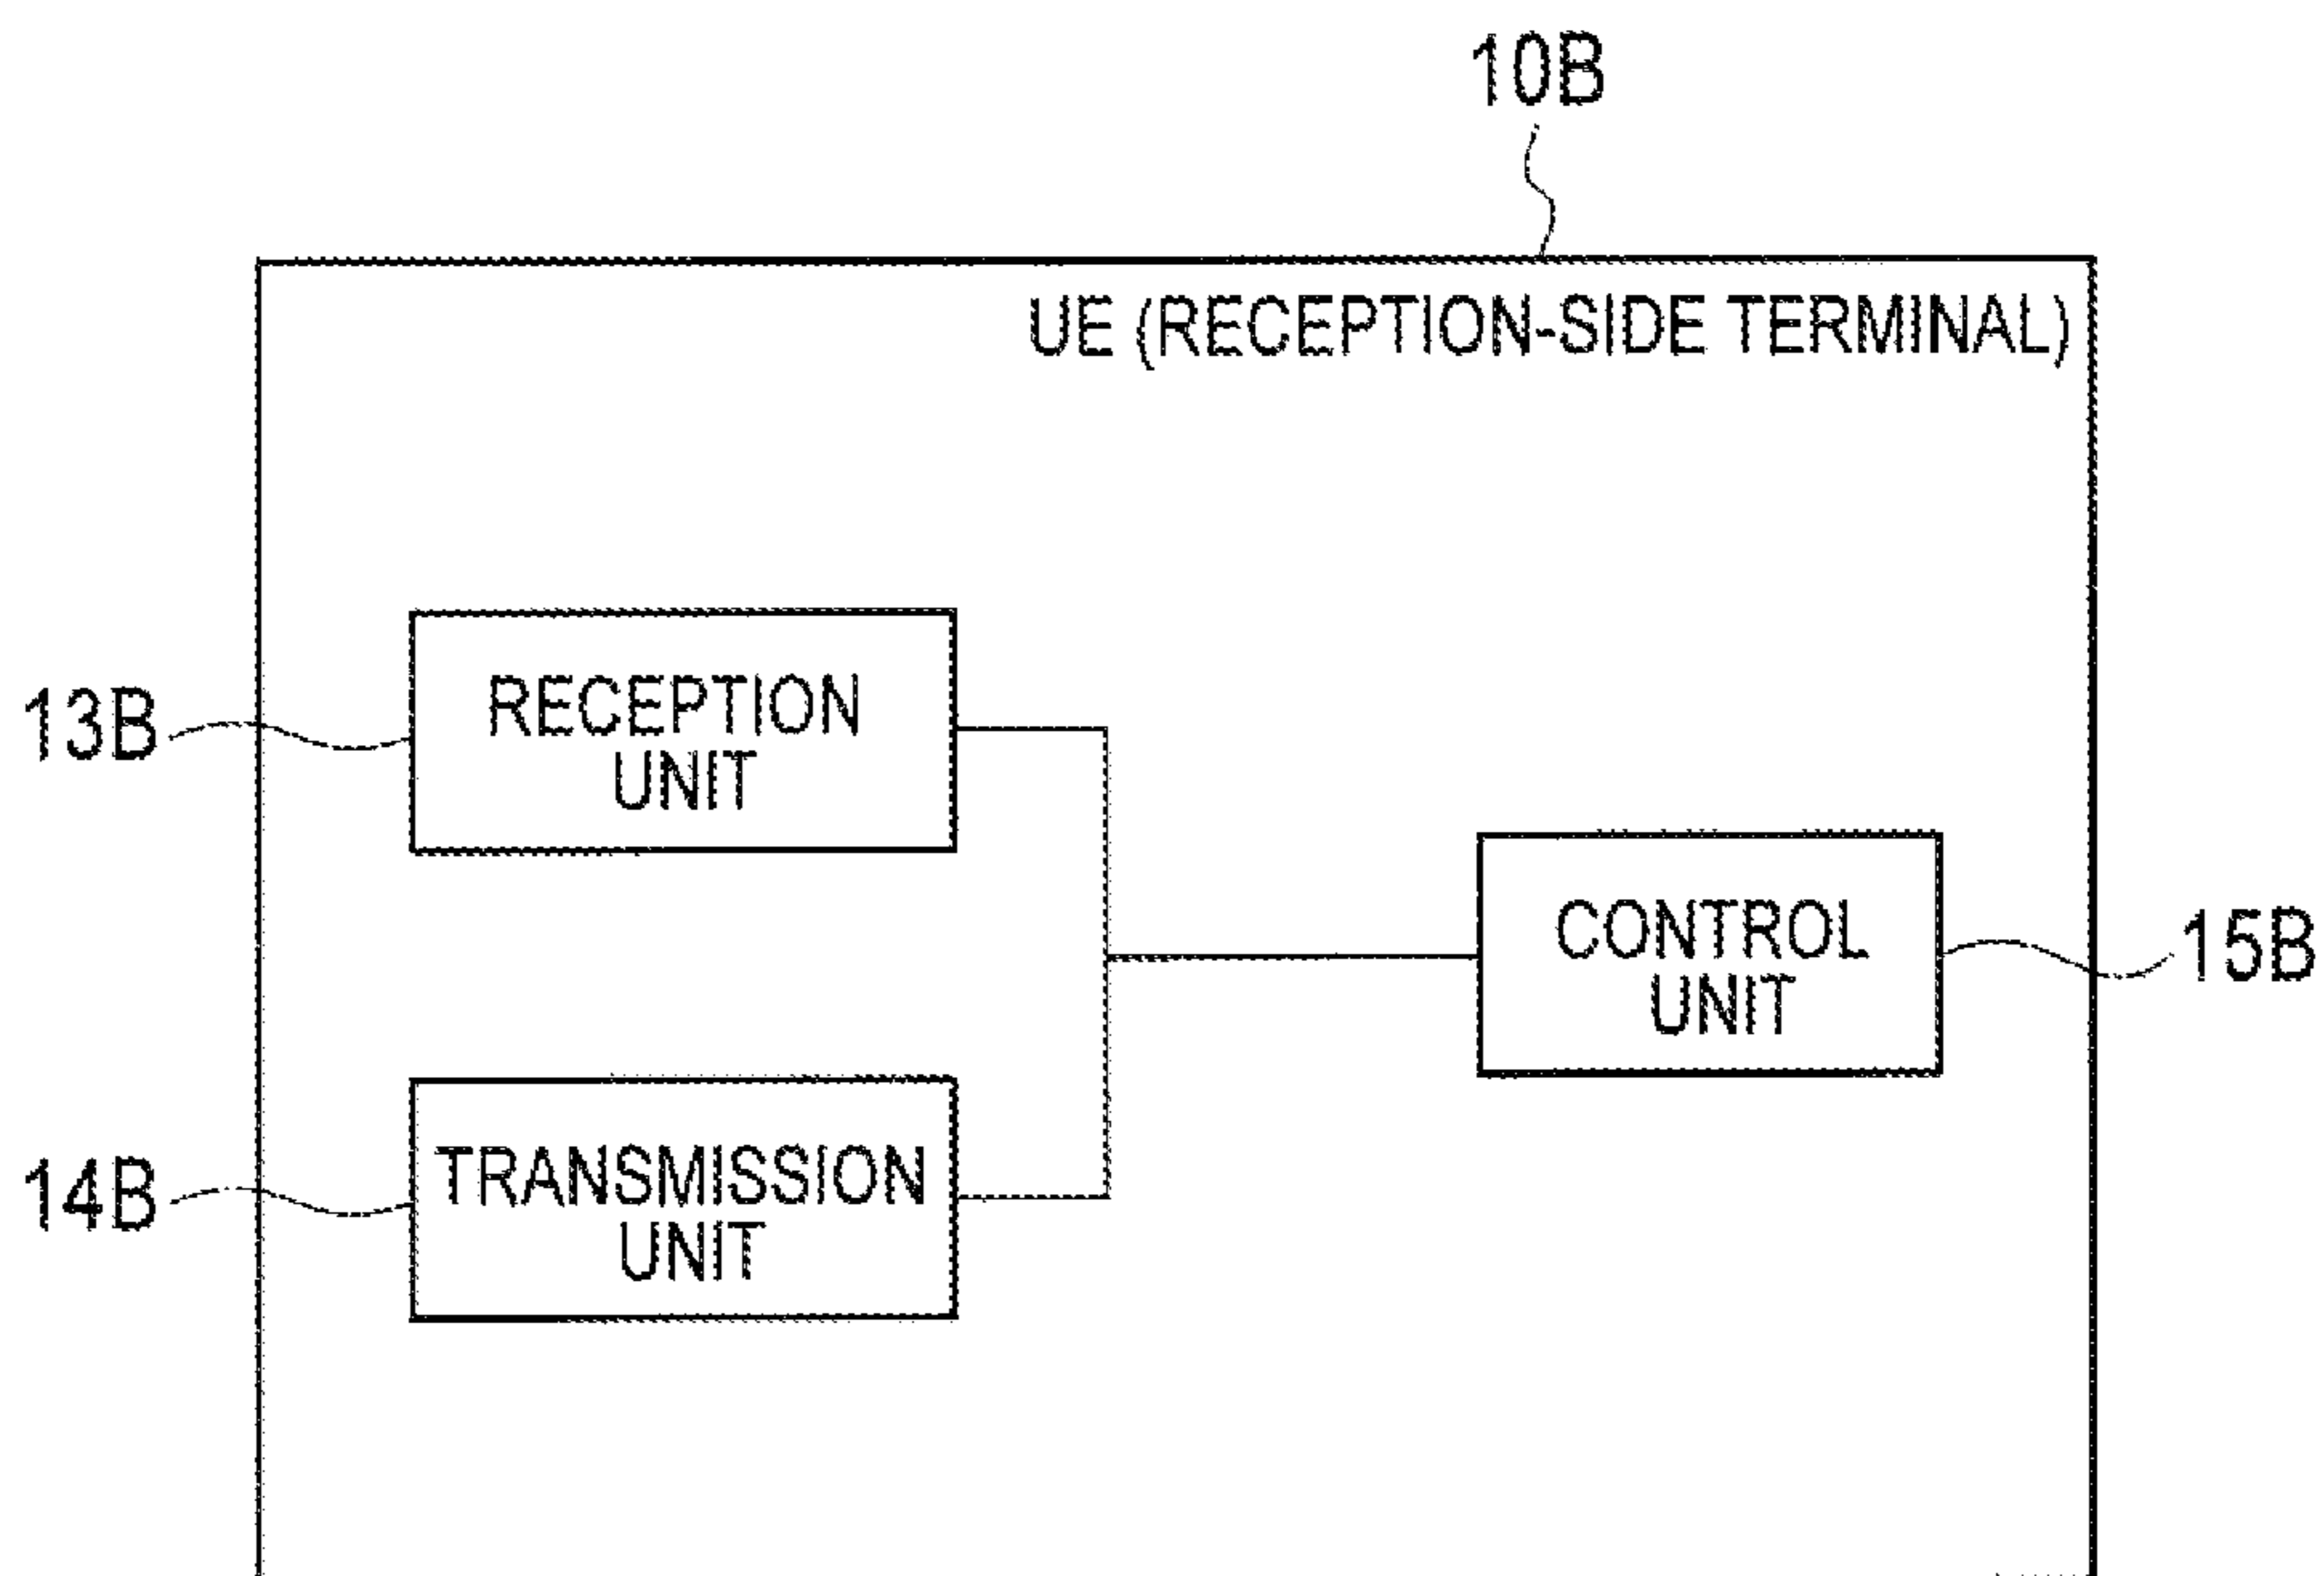 10B
UE (RECEPTION-SIDE TERMINAL)
13B
RECEPTION
UNIT
CONTROL
UNIT
15B
14B
TRANSMISSION
UNIT